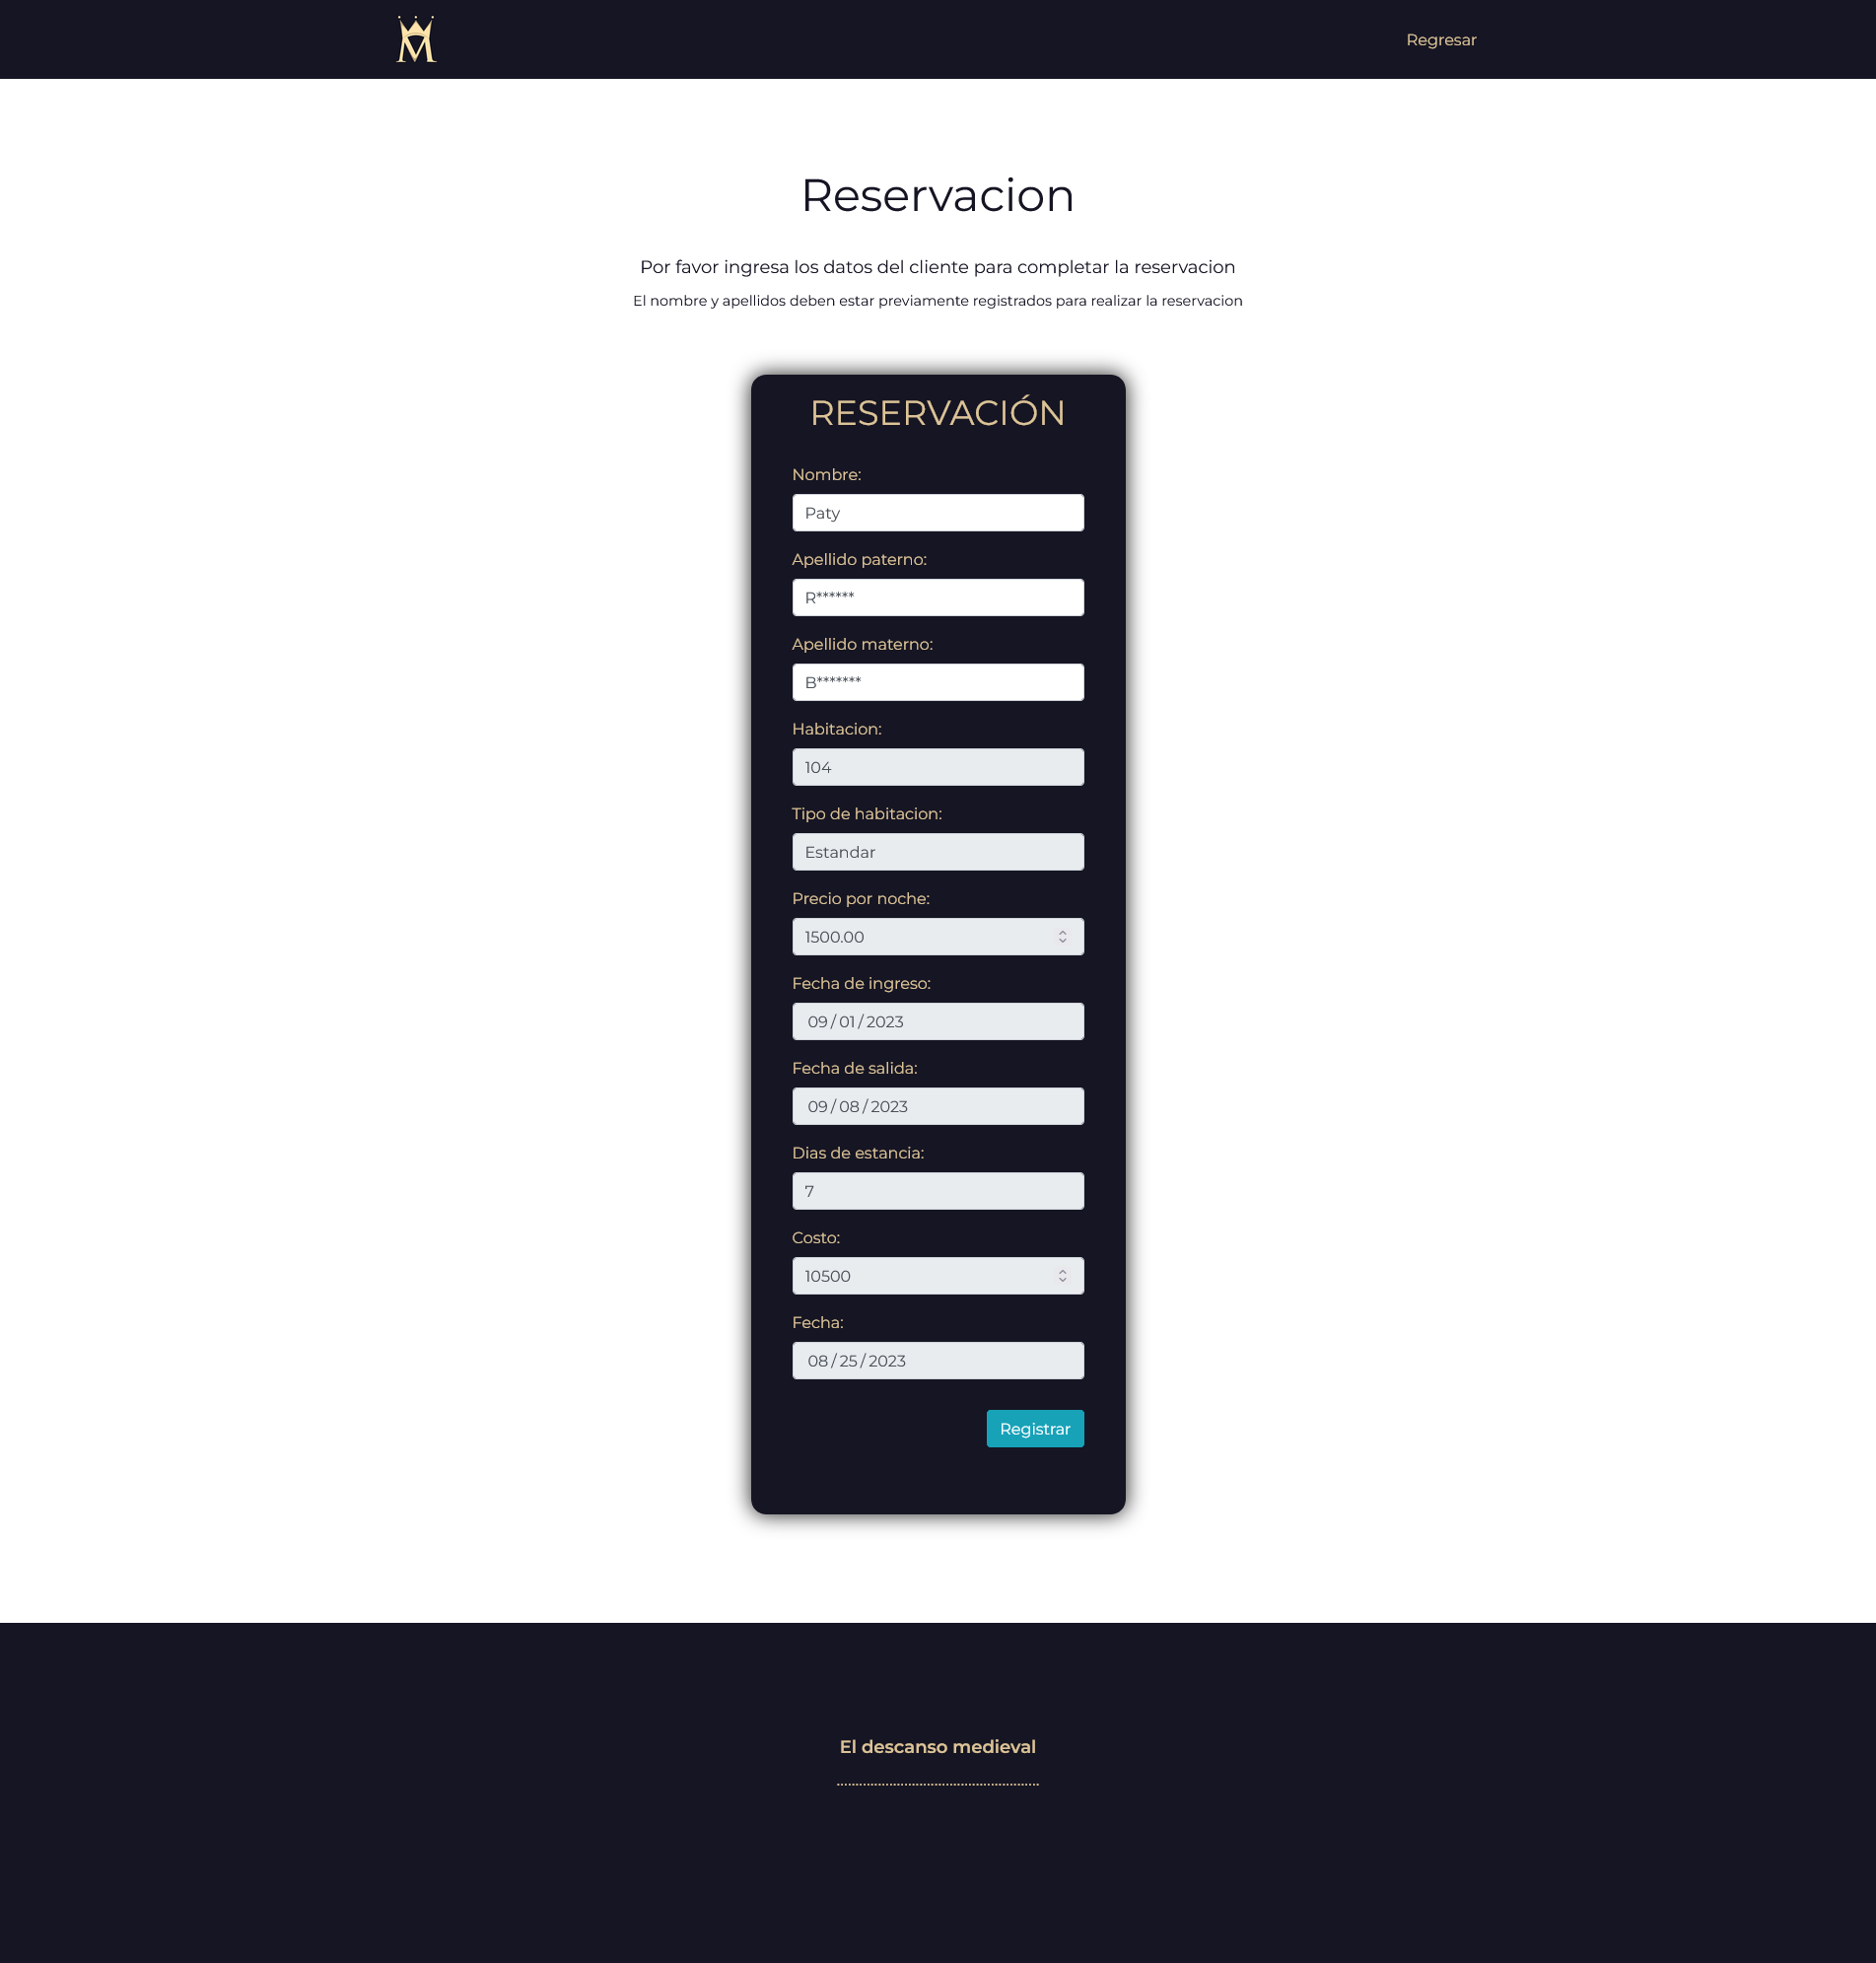 M
Regresar
Reservacion
Por favor ingresa los datos del cliente para completar la reservacion
El nombre y apellidos deben estar previamente registrados para realizar la reservacion
RESERVACIÓN
Nombre:
Paty
Apellido paterno:
R******
Apellido materno:
B*******
Habitacion:
104
Tipo de habitacion:
Estandar
Precio por noche:
1500.00
Fecha de ingreso:
09/01/2023
Fecha de salida:
09/08/2023
Dias de estancia:
7
Costo:
10500
Fecha:
08/25/2023
Registrar
El descanso medieval